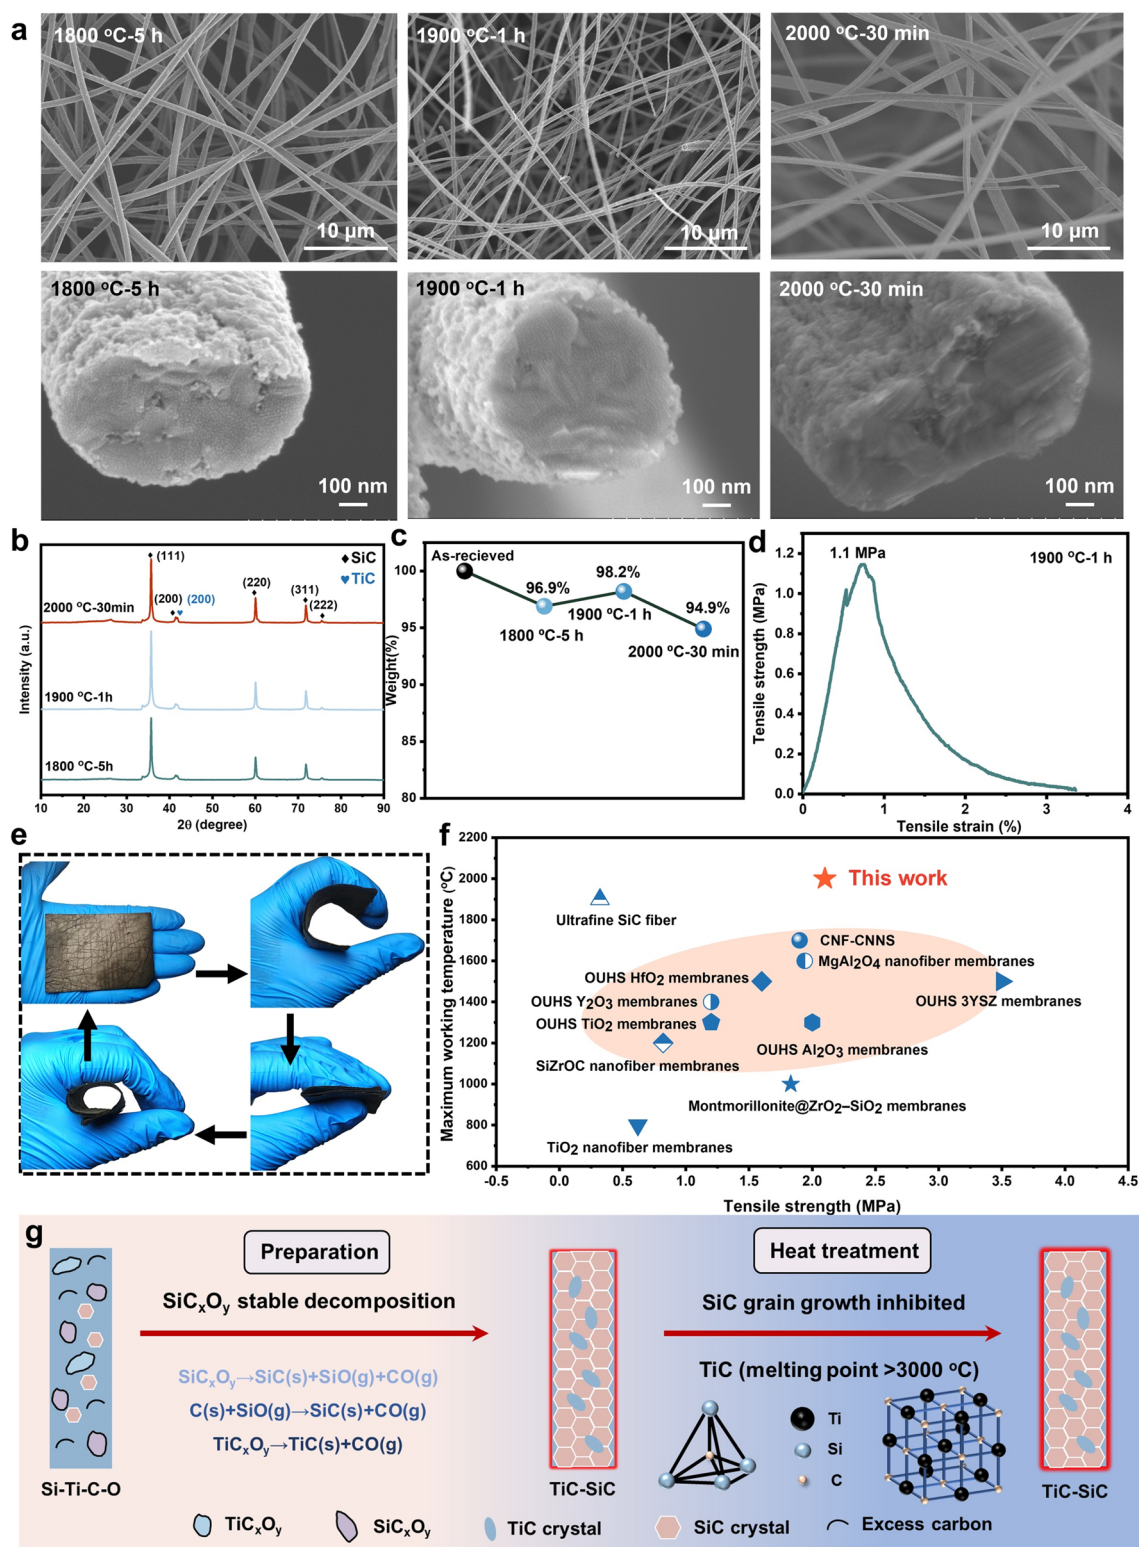 a
1800 °C-5 h
1900 °C-1 h
2000 °C-30 min
10 μm
10 μm
10 μm
1800 °C-5 h
1900 °C-1 h
2000 °C-30 min
100 nm
100 nm
100 nm
b
Intensity (a.u.)
SiC
TiC
(111)
(200)
(200)
(220)
(311)
(222)
2000 °C-30min
1900 °C-1h
1800 °C-5h
10 20 30 40 50 60 70 80 90
2θ (degree)
c
Weight(%)
100
95
90
85
80
As-recieved
96.9%
1800 °C-5 h
98.2%
1900 °C-1 h
94.9%
2000 °C-30 min
d
Tensile strength (MPa)
1.2
1.0
0.8
0.6
0.4
0.2
0.0
1.1 MPa
1900 °C-1 h
0 1 2 3 4
Tensile strain (%)
e
f
Maximum working temperature (°C)
2200
2000
1800
1600
1400
1200
1000
800
600
This work
Ultrafine SiC fiber
CNF-CNNS
MgAl₂O₄ nanofiber membranes
OUHS HfO₂ membranes
OUHS 3YSZ membranes
OUHS Y₂O₃ membranes
OUHS TiO₂ membranes
OUHS Al₂O₃ membranes
SiZrOC nanofiber membranes
Montmorillonite@ZrO₂–SiO₂ membranes
TiO₂ nanofiber membranes
-0.5 0.0 0.5 1.0 1.5 2.0 2.5 3.0 3.5 4.0 4.5
Tensile strength (MPa)
g
Preparation
Heat treatment
SiCₓOᵧ stable decomposition
SiC grain growth inhibited
SiCₓOᵧ→SiC(s)+SiO(g)+CO(g)
C(s)+SiO(g)→SiC(s)+CO(g)
TiCₓOᵧ→TiC(s)+CO(g)
TiC (melting point >3000 °C)
Ti
Si
C
Si-Ti-C-O
TiC-SiC
TiC-SiC
TiCₓOᵧ
SiCₓOᵧ
TiC crystal
SiC crystal
Excess carbon